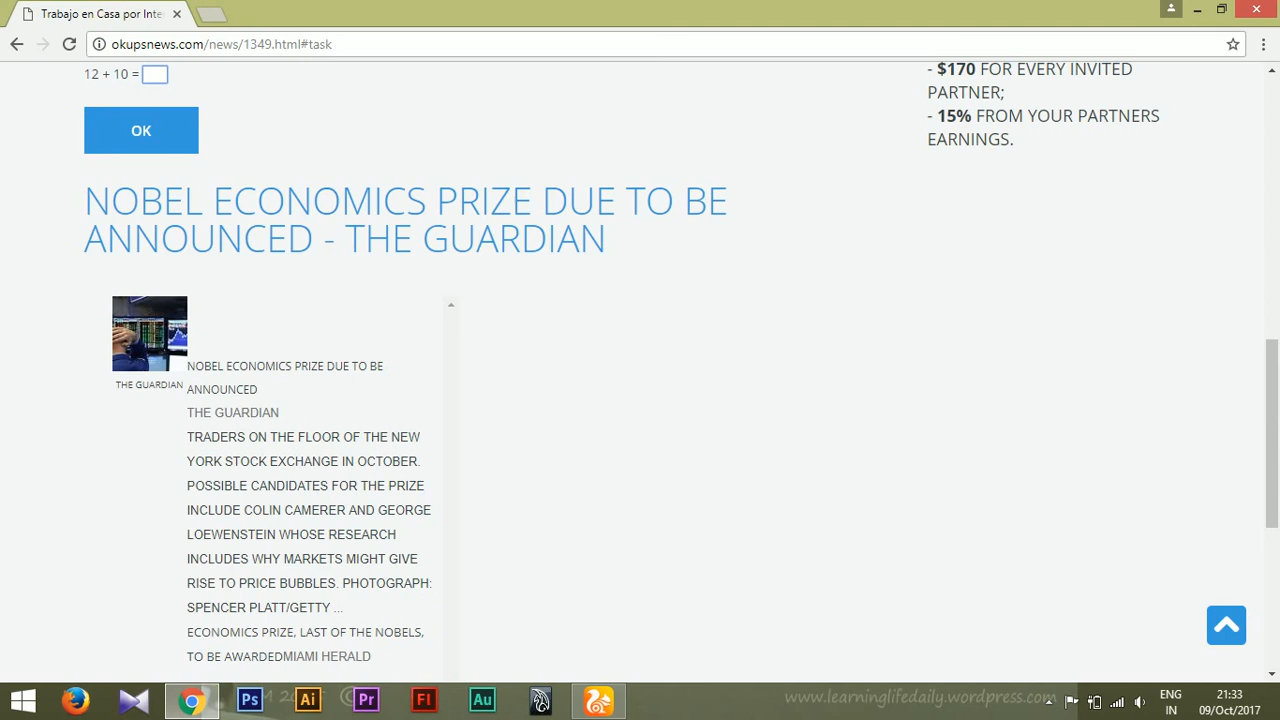 Trabajo en Casa por Inte
okupsnews.com/news/1349.html#task
12 + 10 =
OK
- $170 FOR EVERY INVITED
PARTNER;
- 15% FROM YOUR PARTNERS
EARNINGS.
NOBEL ECONOMICS PRIZE DUE TO BE
ANNOUNCED - THE GUARDIAN
THE GUARDIAN
NOBEL ECONOMICS PRIZE DUE TO BE
ANNOUNCED
THE GUARDIAN
TRADERS ON THE FLOOR OF THE NEW
YORK STOCK EXCHANGE IN OCTOBER.
POSSIBLE CANDIDATES FOR THE PRIZE
INCLUDE COLIN CAMERER AND GEORGE
LOEWENSTEIN WHOSE RESEARCH
INCLUDES WHY MARKETS MIGHT GIVE
RISE TO PRICE BUBBLES. PHOTOGRAPH:
SPENCER PLATT/GETTY ...
ECONOMICS PRIZE, LAST OF THE NOBELS,
TO BE AWARDEDMIAMI HERALD
Ps
Ai
Pr
Fl
Au
www.learninglifedaily.wordpress.com
ENG
IN
21:33
09/Oct/2017